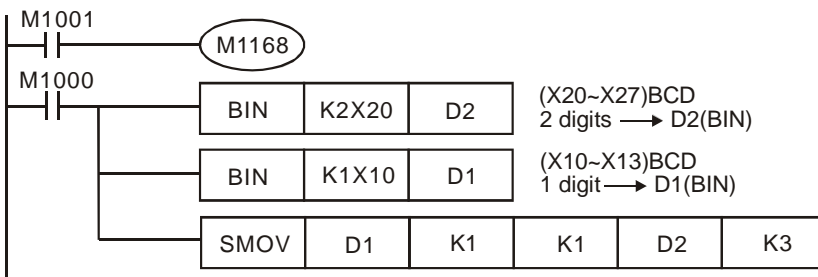 M1001
M1168
M1000
BIN K2X20 D2
(X20~X27)BCD
2 digits → D2(BIN)
BIN K1X10 D1
(X10~X13)BCD
1 digit → D1(BIN)
SMOV D1 K1 K1 D2 K3